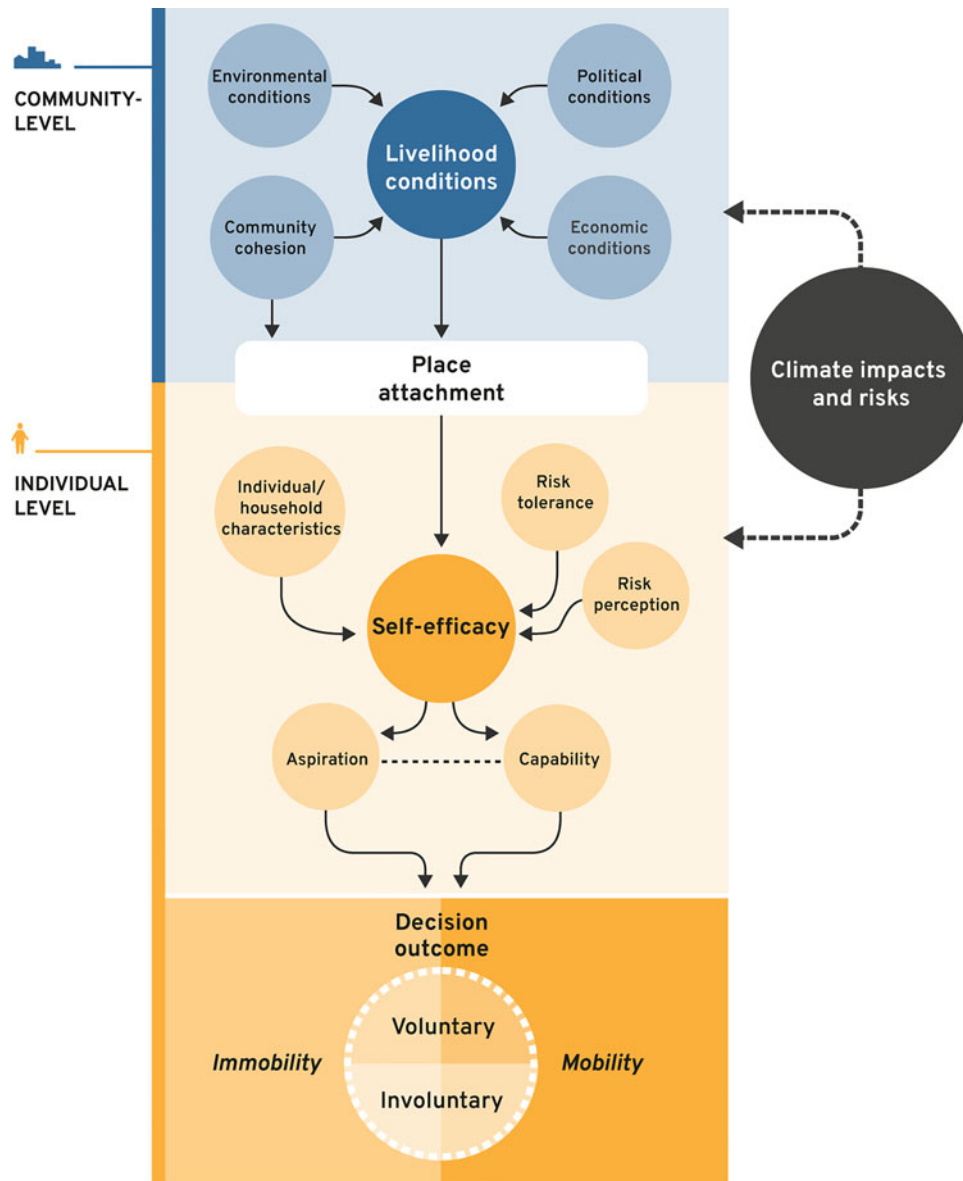 COMMUNITY-
LEVEL
Environmental
conditions
Political
conditions
Livelihood
conditions
Community
cohesion
Economic
conditions
Place
attachment
Climate impacts
and risks
INDIVIDUAL
LEVEL
Individual/
household
characteristics
Risk
tolerance
Risk
perception
Self-efficacy
Aspiration
Capability
Decision
outcome
Voluntary
Immobility
Mobility
Involuntary